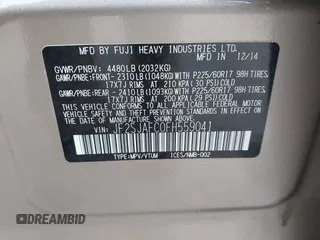 MFD BY FUJI HEAVY INDUSTRIES LTD. 12/14
GVWR/PNBV: 4480LB (2032KG)
GAWR/PNBE:FRONT- 2310LB(1048KG)WITH P225/60R17 98H TIRES,
17X7J RIMS AT 210 KPA (30 PSI)COLD
GAWR/PNBE:REAR - 2410LB(1093KG)WITH P225/60R17 98H TIRES,
17X7J RIMS AT 200 KPA (29 PSI)COLD
THIS VEHICLE CONFORMS TO ALL APPLICABLE FEDERAL MOTOR
VEHICLE SAFETY AND THEFT PREVENTION STANDARDS IN
EFFECT ON THE DATE OF MANUFACTURE SHOWN ABOVE.
VIN: JF2SJAFC0FH559041
TYPE:MPV/VTUM ICES/NMB-002
DREAMBID